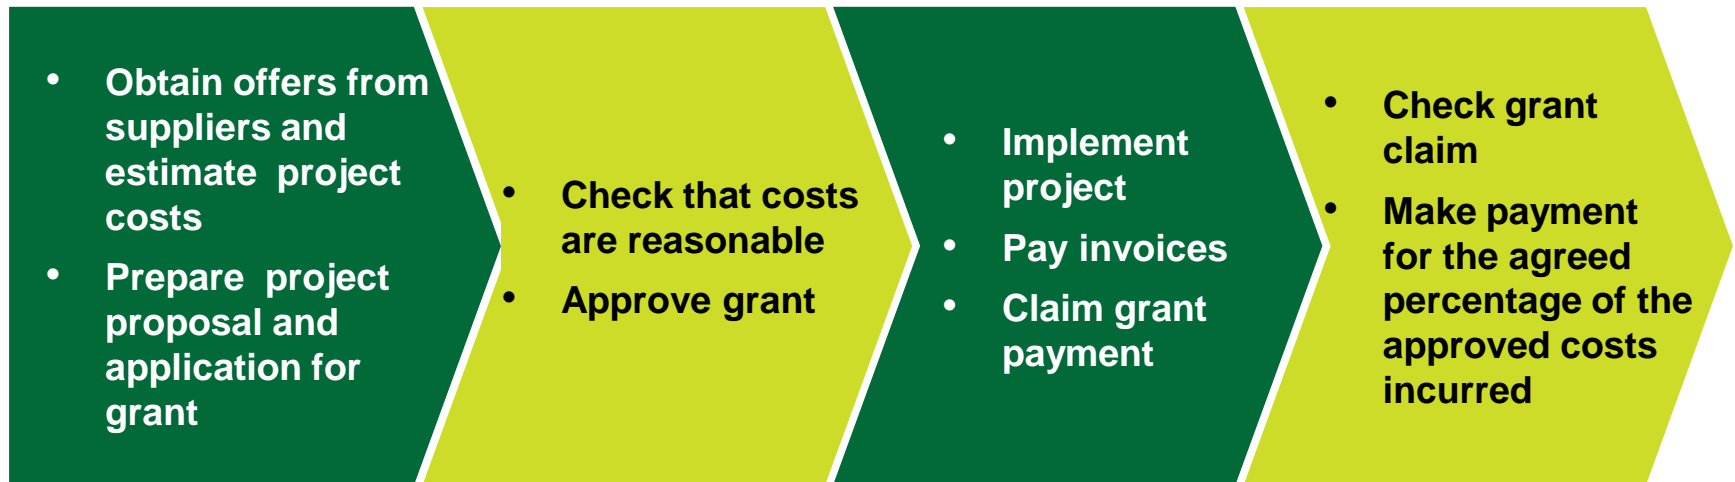 • Obtain offers from
suppliers and
estimate  project
costs
• Prepare  project
proposal and
application for
grant
• Check that costs
are reasonable
• Approve grant
• Implement
project
• Pay invoices
• Claim grant
payment
• Check grant
claim
• Make payment
for the agreed
percentage of the
approved costs
incurred